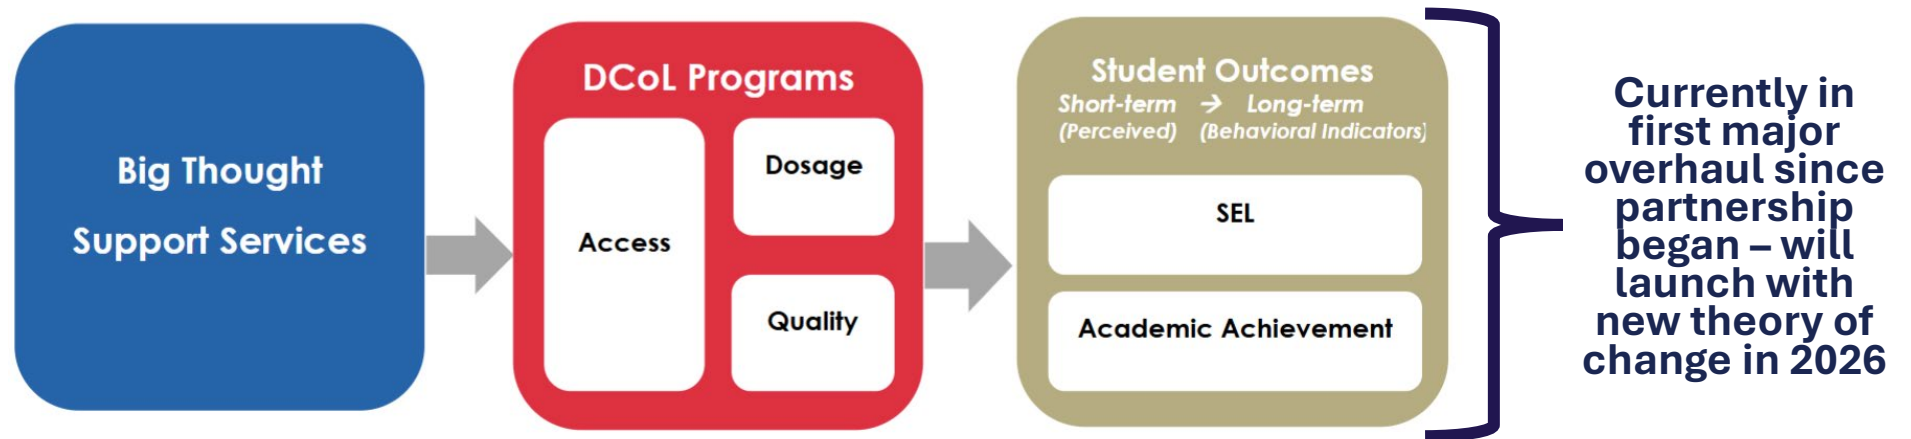 Big Thought
Support Services
DCoL Programs
Access
Dosage
Quality
Student Outcomes
Short-term → Long-term
(Perceived) (Behavioral Indicators)
SEL
Academic Achievement
Currently in
first major
overhaul since
partnership
began – will
launch with
new theory of
change in 2026